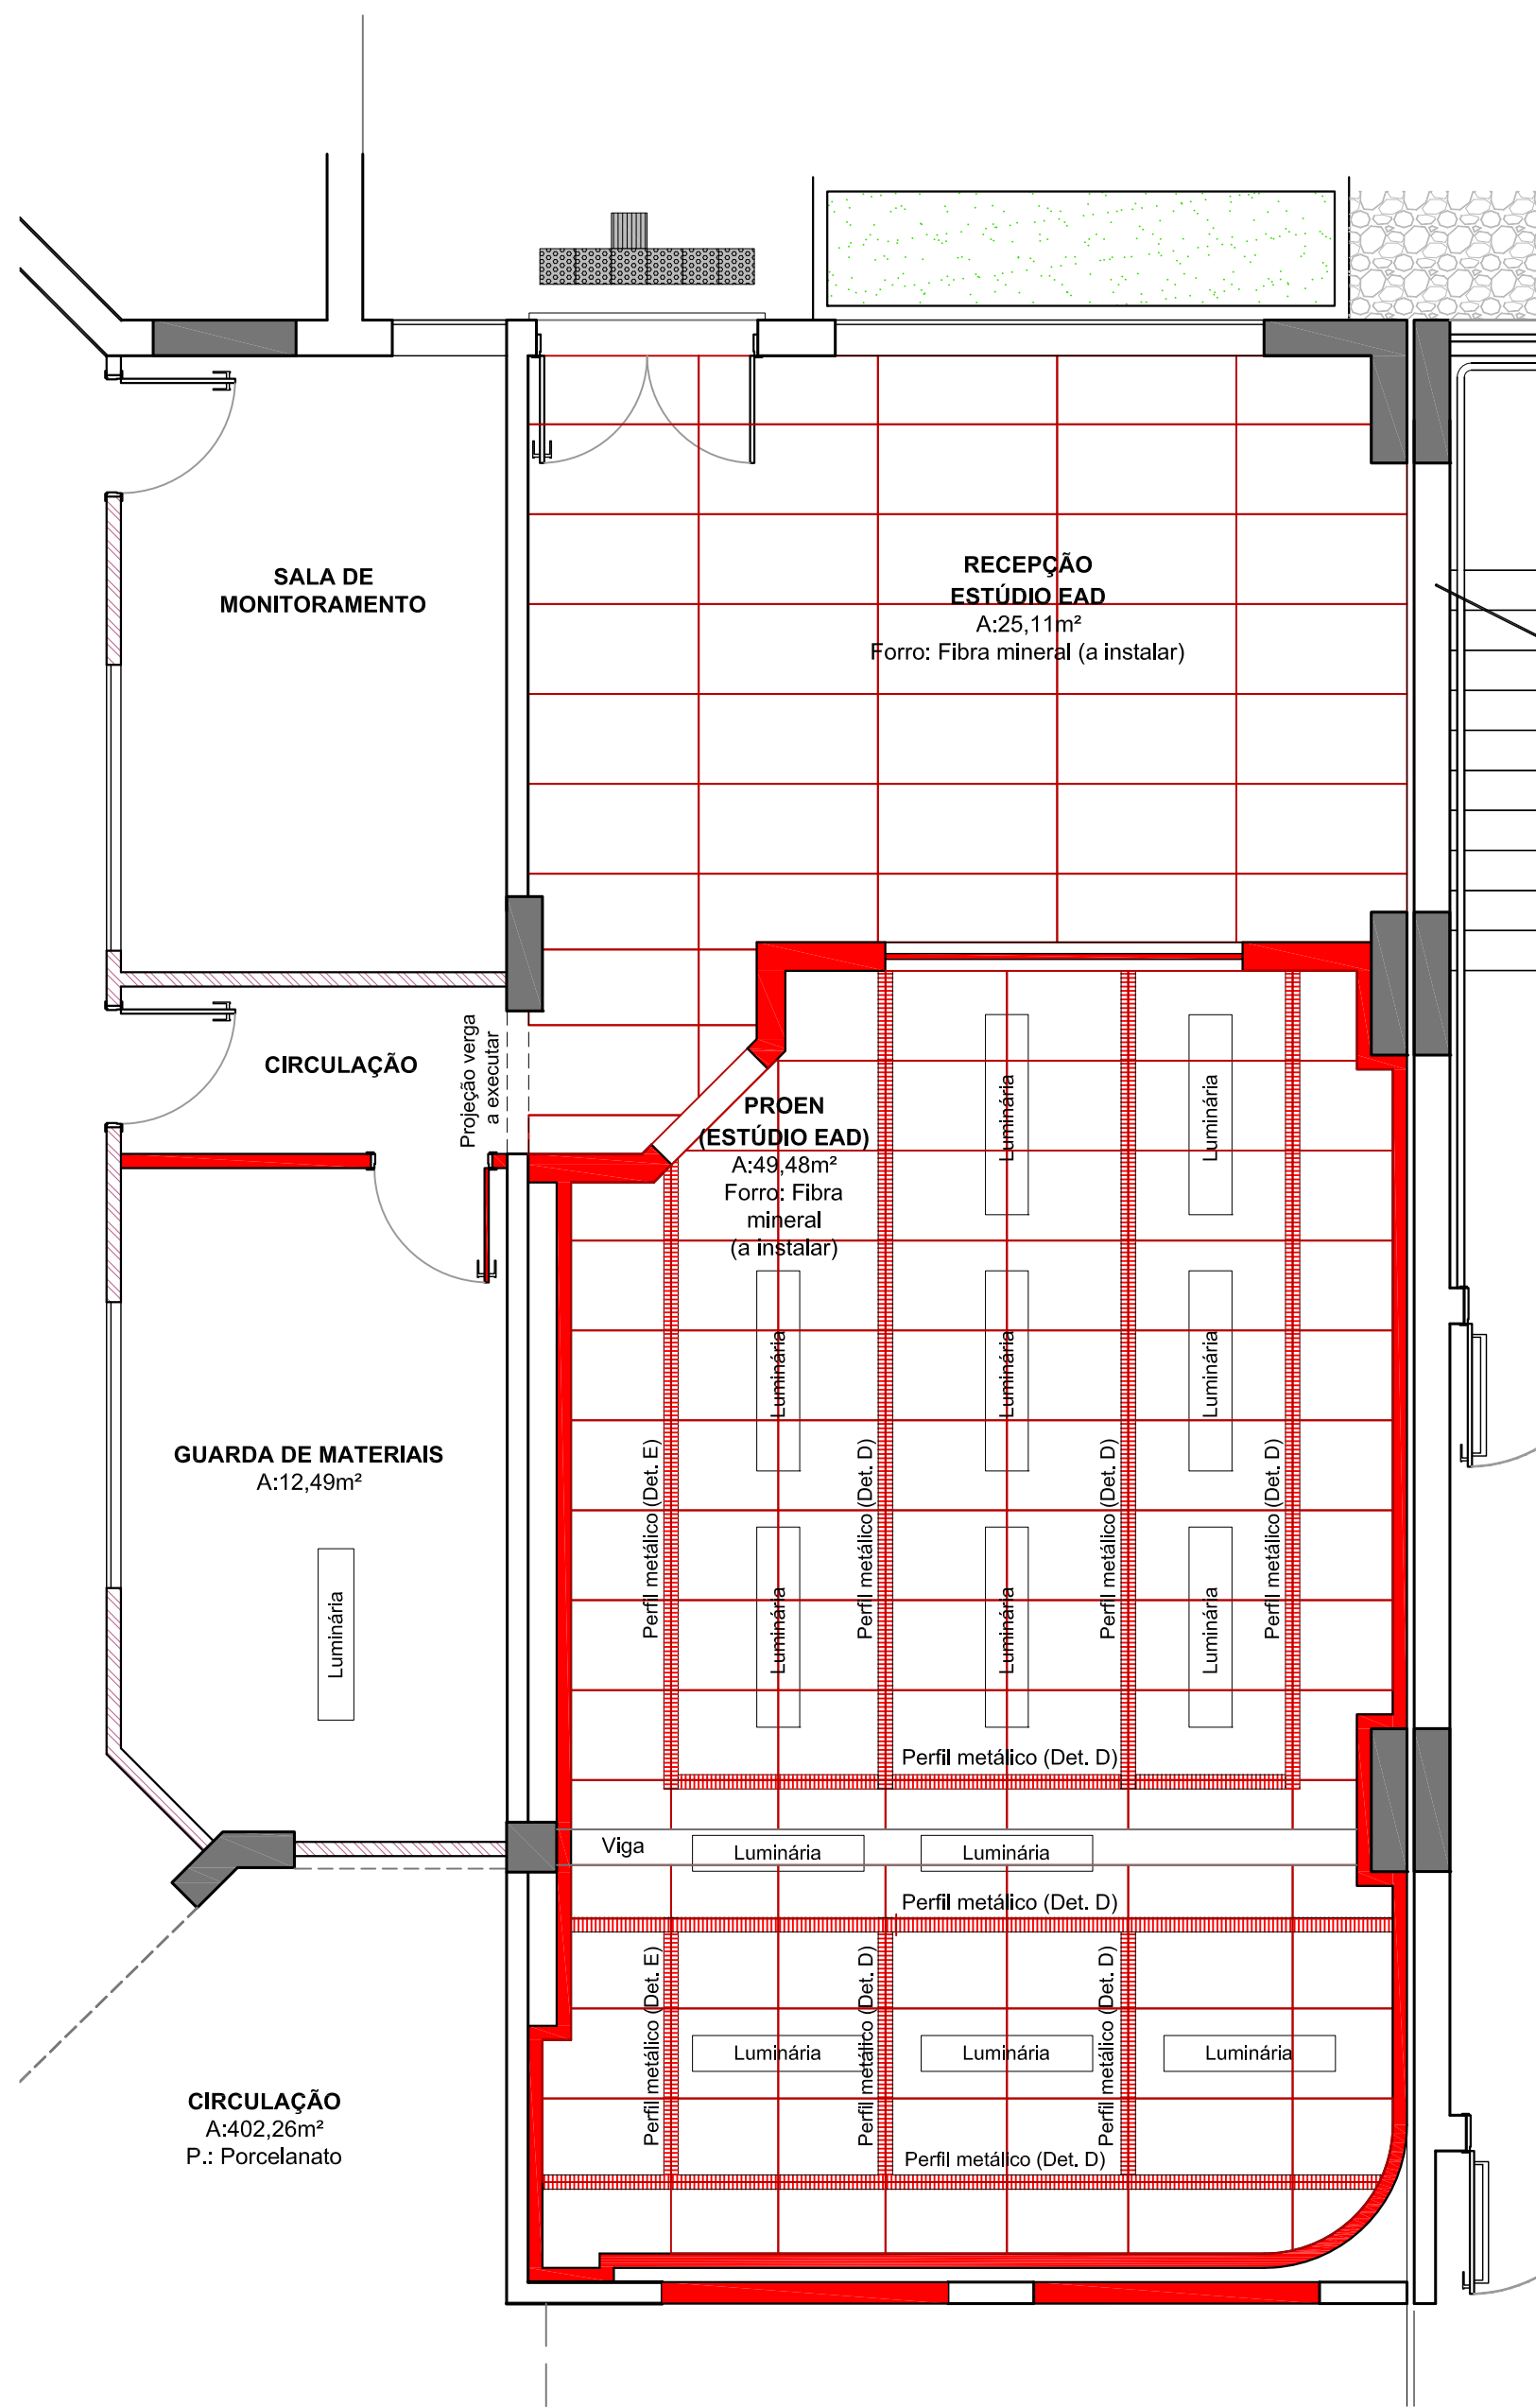 SALA DE
MONITORAMENTO
RECEPÇÃO
ESTÚDIO EAD
A:25,11m²
Forro: Fibra mineral (a instalar)
CIRCULAÇÃO
Projeção verga
a executar
PROEN
(ESTÚDIO EAD)
A:49,48m²
Forro: Fibra
mineral
(a instalar)
Luminária
Luminária
Luminária
Luminária
Luminária
GUARDA DE MATERIAIS
A:12,49m²
Luminária
Perfil metálico (Det. E)
Perfil metálico (Det. D)
Perfil metálico (Det. D)
Perfil metálico (Det. D)
Luminária
Luminária
Luminária
Perfil metálico (Det. D)
Viga
Luminária
Luminária
Perfil metálico (Det. D)
Perfil metálico (Det. E)
Perfil metálico (Det. D)
Perfil metálico (Det. D)
Luminária
Luminária
Luminária
Perfil metálico (Det. D)
CIRCULAÇÃO
A:402,26m²
P.: Porcelanato